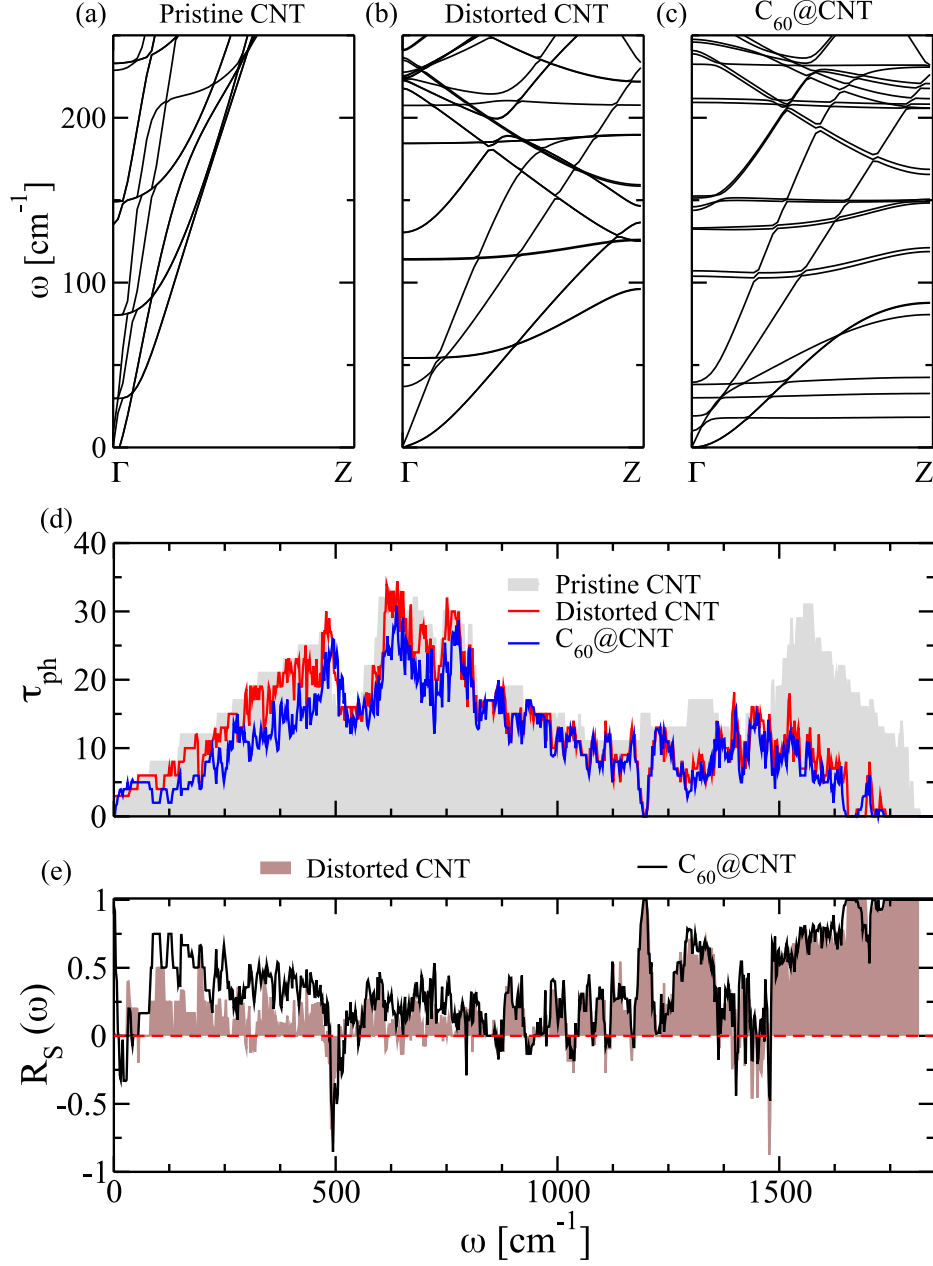 (a) Pristine CNT
(b) Distorted CNT
(c) C₆₀@CNT
ω [cm⁻¹]
200
100
0
Γ Z
Γ Z
Γ Z
(d)
τ_ph
40
30
20
10
0
Pristine CNT
Distorted CNT
C₆₀@CNT
(e)
Distorted CNT
C₆₀@CNT
R_S (ω)
1
0.5
0
-0.5
-1
0 500 1000 1500
ω [cm⁻¹]